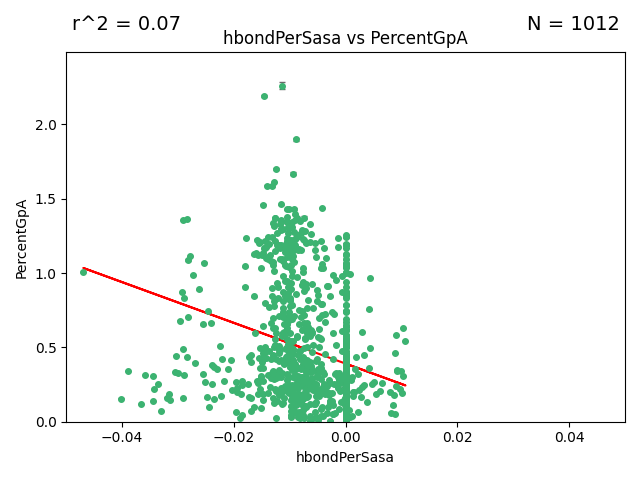 r^2 = 0.07
N = 1012
hbondPerSasa vs PercentGpA
PercentGpA
2.0
1.5
1.0
0.5
0.0
−0.04
−0.02
0.00
0.02
0.04
hbondPerSasa